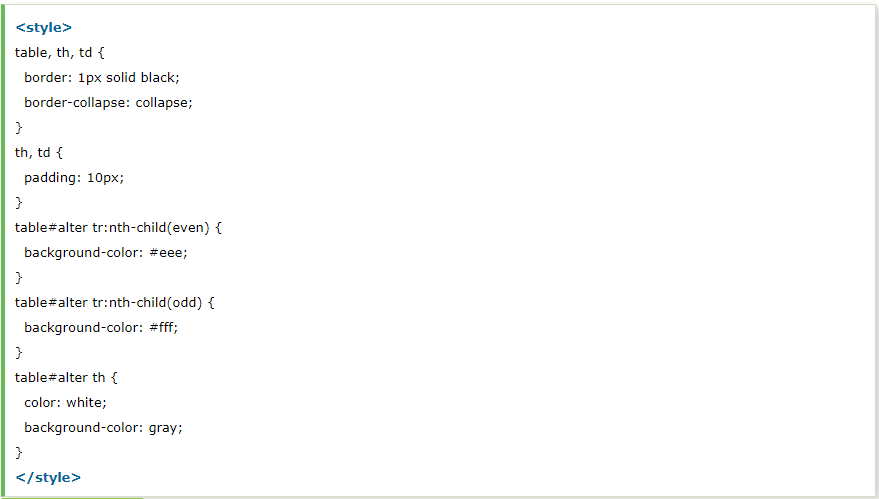 <style>
table, th, td {
border: 1px solid black;
border-collapse: collapse;
}
th, td {
padding: 10px;
}
table#alter tr:nth-child(even) {
background-color: #eee;
}
table#alter tr:nth-child(odd) {
background-color: #fff;
}
table#alter th {
color: white;
background-color: gray;
}
</style>